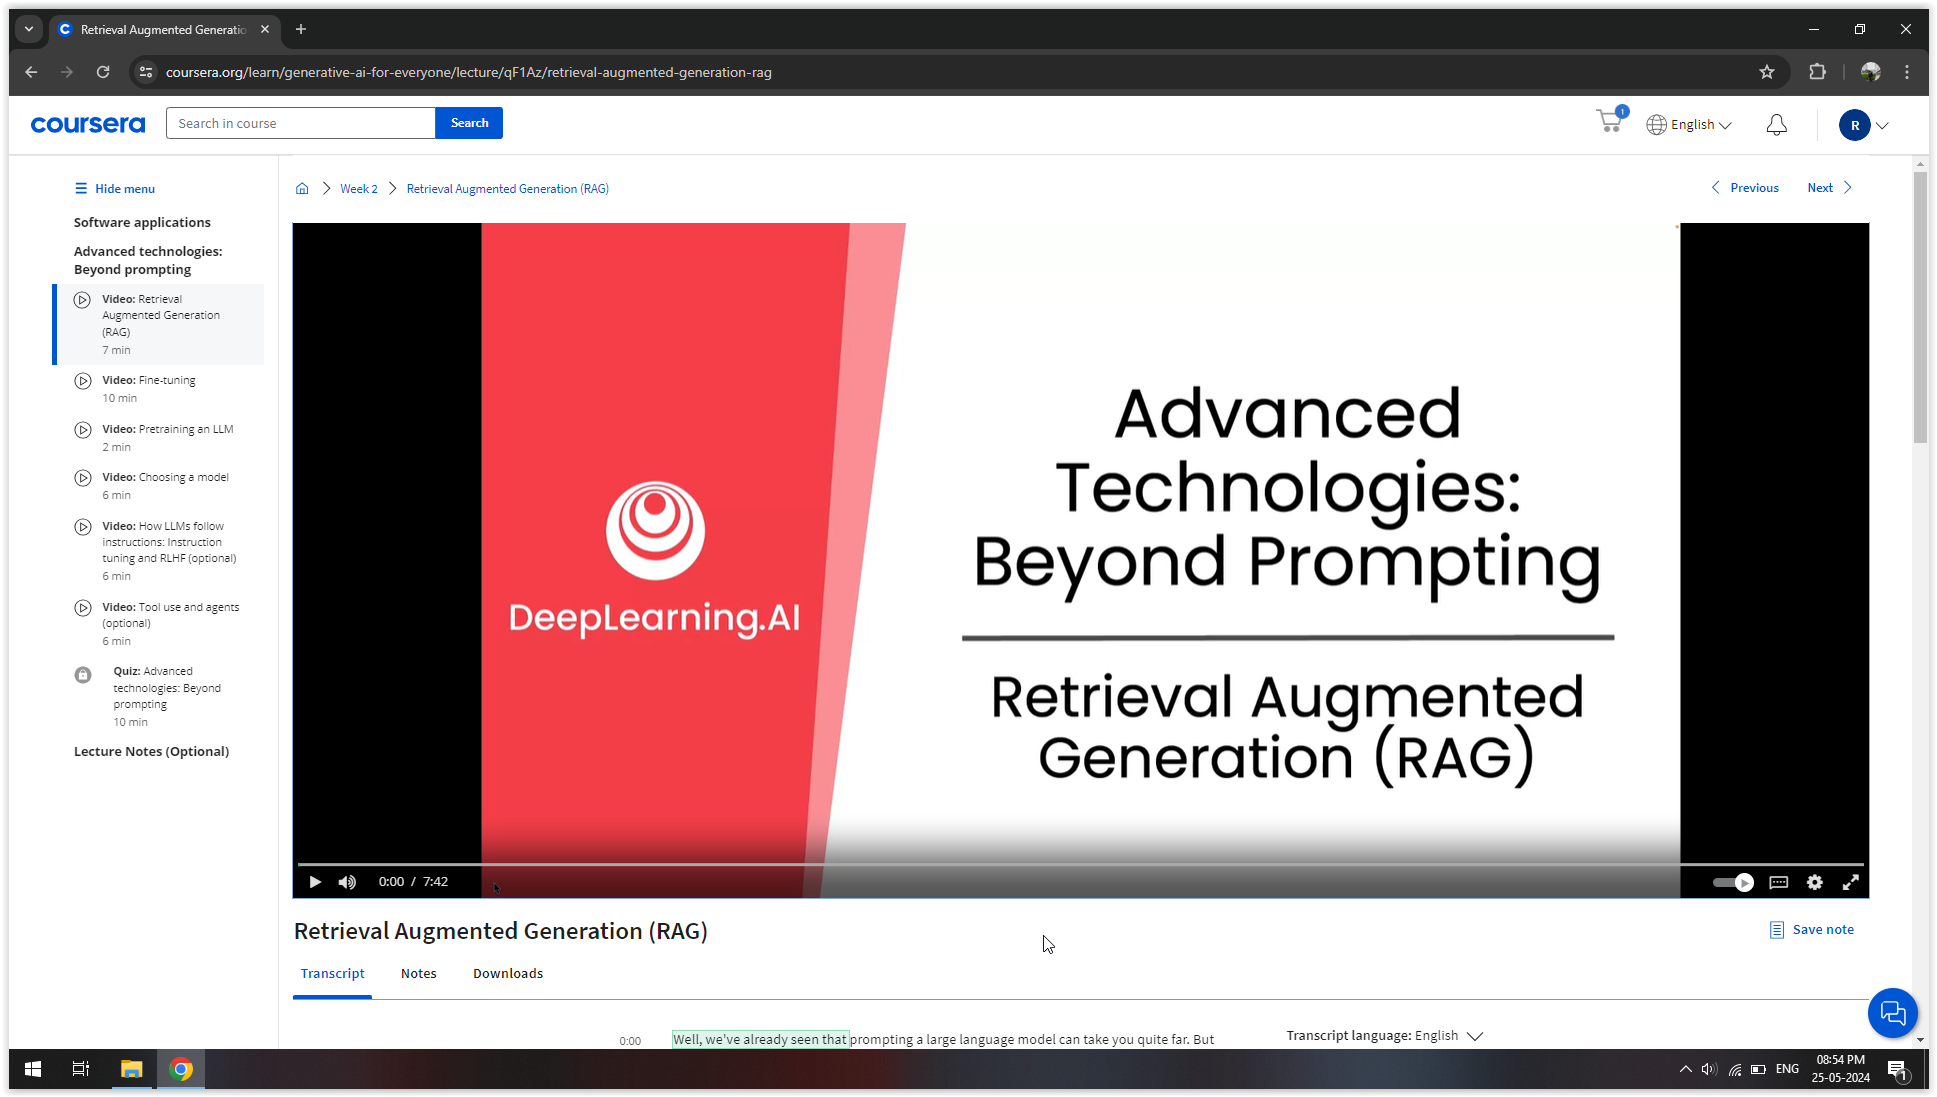 Retrieval Augmented Generatio
coursera.org/learn/generative-ai-for-everyone/lecture/qF1Az/retrieval-augmented-generation-rag
coursera
Search in course
Search
1
English
R
Hide menu
Software applications
Advanced technologies:
Beyond prompting
Video: Retrieval
Augmented Generation
(RAG)
7 min
Video: Fine-tuning
10 min
Video: Pretraining an LLM
2 min
Video: Choosing a model
6 min
Video: How LLMs follow
instructions: Instruction
tuning and RLHF (optional)
6 min
Video: Tool use and agents
(optional)
6 min
Quiz: Advanced
technologies: Beyond
prompting
10 min
Lecture Notes (Optional)
Week 2
Retrieval Augmented Generation (RAG)
Previous
Next
DeepLearning.AI
Advanced
Technologies:
Beyond Prompting
Retrieval Augmented
Generation (RAG)
0:00 / 7:42
Retrieval Augmented Generation (RAG)
Save note
Transcript
Notes
Downloads
0:00
Well, we've already seen that prompting a large language model can take you quite far. But
Transcript language: English
ENG
08:54 PM
25-05-2024
1